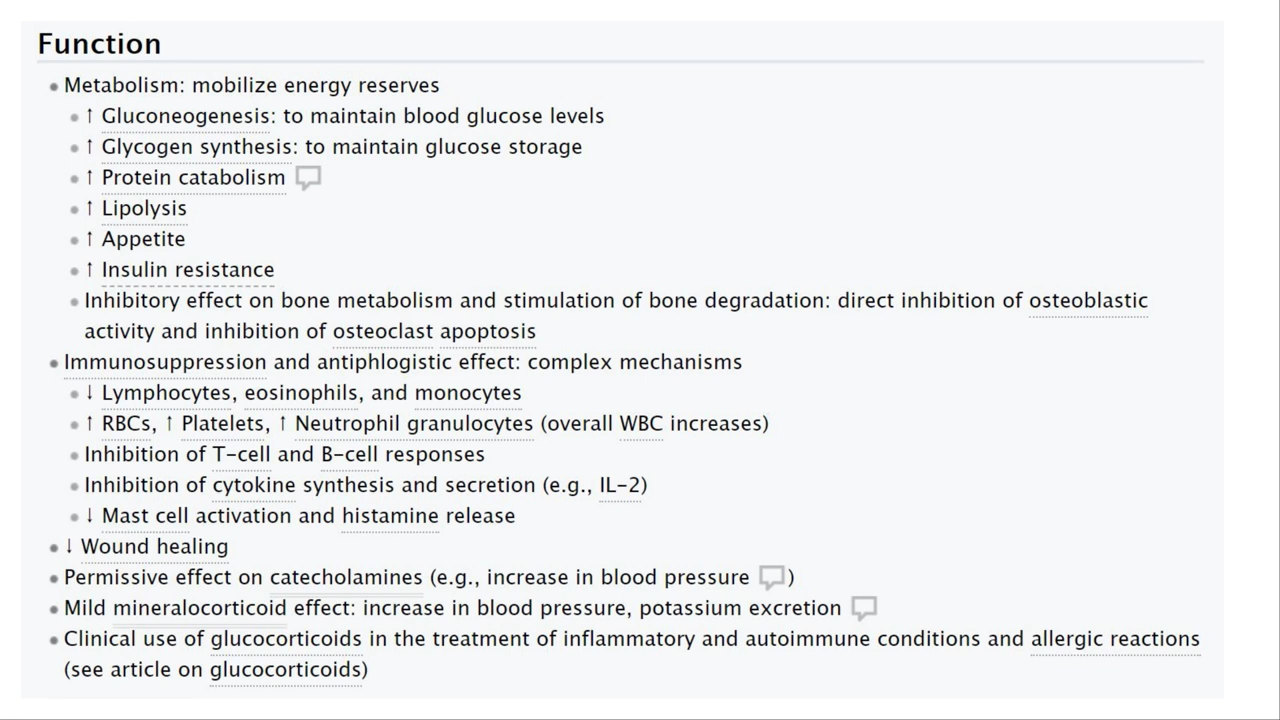 Function
Metabolism: mobilize energy reserves
↑ Gluconeogenesis: to maintain blood glucose levels
↑ Glycogen synthesis: to maintain glucose storage
↑ Protein catabolism
↑ Lipolysis
↑ Appetite
↑ Insulin resistance
Inhibitory effect on bone metabolism and stimulation of bone degradation: direct inhibition of osteoblastic
activity and inhibition of osteoclast apoptosis
Immunosuppression and antiphlogistic effect: complex mechanisms
↓ Lymphocytes, eosinophils, and monocytes
↑ RBCs, ↑ Platelets, ↑ Neutrophil granulocytes (overall WBC increases)
Inhibition of T-cell and B-cell responses
Inhibition of cytokine synthesis and secretion (e.g., IL-2)
↓ Mast cell activation and histamine release
↓ Wound healing
Permissive effect on catecholamines (e.g., increase in blood pressure )
Mild mineralocorticoid effect: increase in blood pressure, potassium excretion
Clinical use of glucocorticoids in the treatment of inflammatory and autoimmune conditions and allergic reactions
(see article on glucocorticoids)